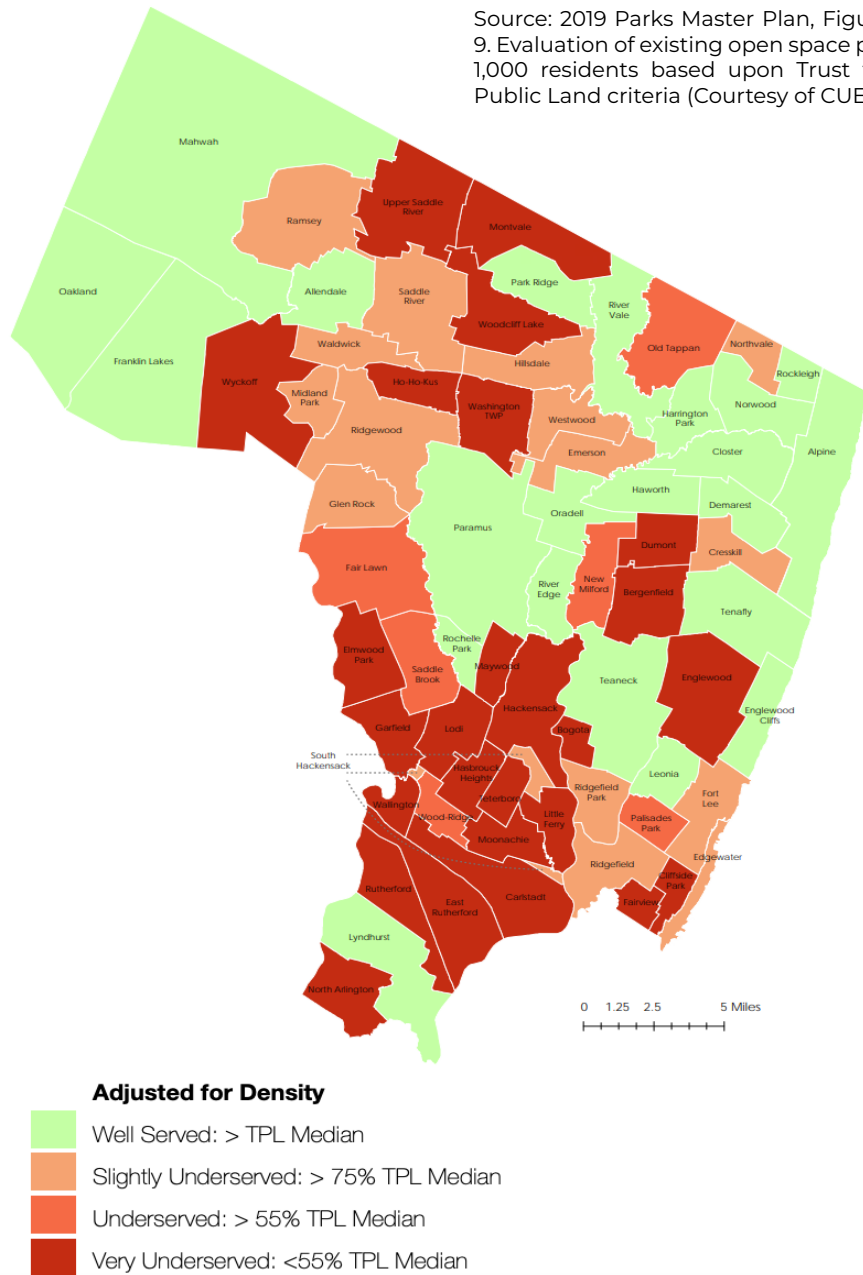 Source: 2019 Parks Master Plan, Figu
9. Evaluation of existing open space p
1,000 residents based upon Trust
Public Land criteria (Courtesy of CUE
Mahwah
Upper Saddle
River
Ramsey
Montvale
Oakland
Allendale
Saddle
River
Park Ridge
River
Vale
Woodcliff Lake
Old Tappan
Northvale
Rockleigh
Waldwick
Franklin Lakes
Hillsdale
Wyckoff
Ho-Ho-Kus
Midland
Park
Washington
TWP
Norwood
Harrington
Park
Westwood
Ridgewood
Emerson
Closter
Alpine
Glen Rock
Haworth
Demarest
Oradell
Paramus
Dumont
Cresskill
Fair Lawn
River
Edge
New
Milford
Bergenfield
Tenafly
Rochelle
Park
Elmwood
Park
Saddle
Brook
Maywood
Teaneck
Englewood
Hackensack
Englewood
Cliffs
Garfield
Lodi
Bogota
South
Hackensack
Hasbrouck
Heights
Leonia
Ridgefield
Park
Fort
Lee
Teterboro
Wallington
Wood-Ridge
Little
Ferry
Palisades
Park
Moonachie
Edgewater
Ridgefield
Cliffside
Park
Rutherford
Carlstadt
Fairview
East
Rutherford
Lyndhurst
North Arlington
0 1.25 2.5 5 Miles
Adjusted for Density
Well Served: > TPL Median
Slightly Underserved: > 75% TPL Median
Underserved: > 55% TPL Median
Very Underserved: <55% TPL Median